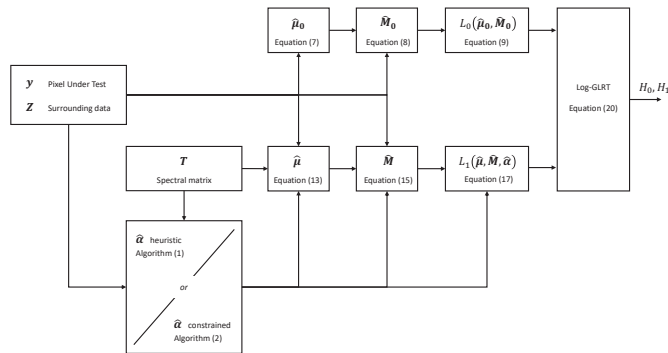 μ̂₀
Equation (7)
M̂₀
Equation (8)
L₀(μ̂₀, M̂₀)
Equation (9)
y Pixel Under Test
Z Surrounding data
Log-GLRT
Equation (20)
H₀, H₁
T
Spectral matrix
μ̂
Equation (13)
M̂
Equation (15)
L₁(μ̂, M̂, α̂)
Equation (17)
α̂ heuristic
Algorithm (1)
or
α̂ constrained
Algorithm (2)